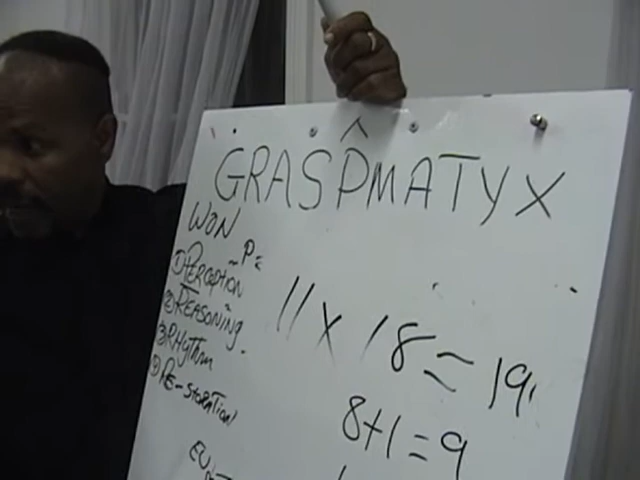 GRASPMATYX
WON
① PERCEPTION
② REASONING
③ RHYTHM
④ RE-STORATION
11 x 18 = 19
8+1=9